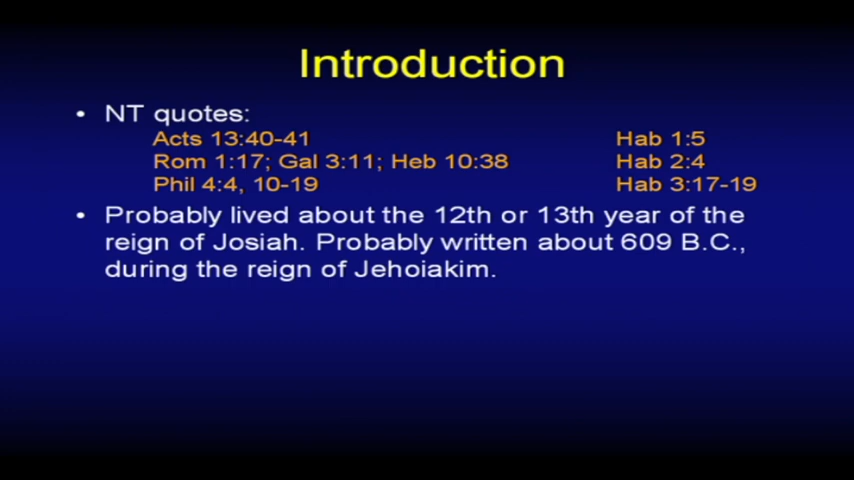 Introduction
• NT quotes:
Acts 13:40-41 Hab 1:5
Rom 1:17; Gal 3:11; Heb 10:38 Hab 2:4
Phil 4:4, 10-19 Hab 3:17-19
• Probably lived about the 12th or 13th year of the
reign of Josiah. Probably written about 609 B.C.,
during the reign of Jehoiakim.